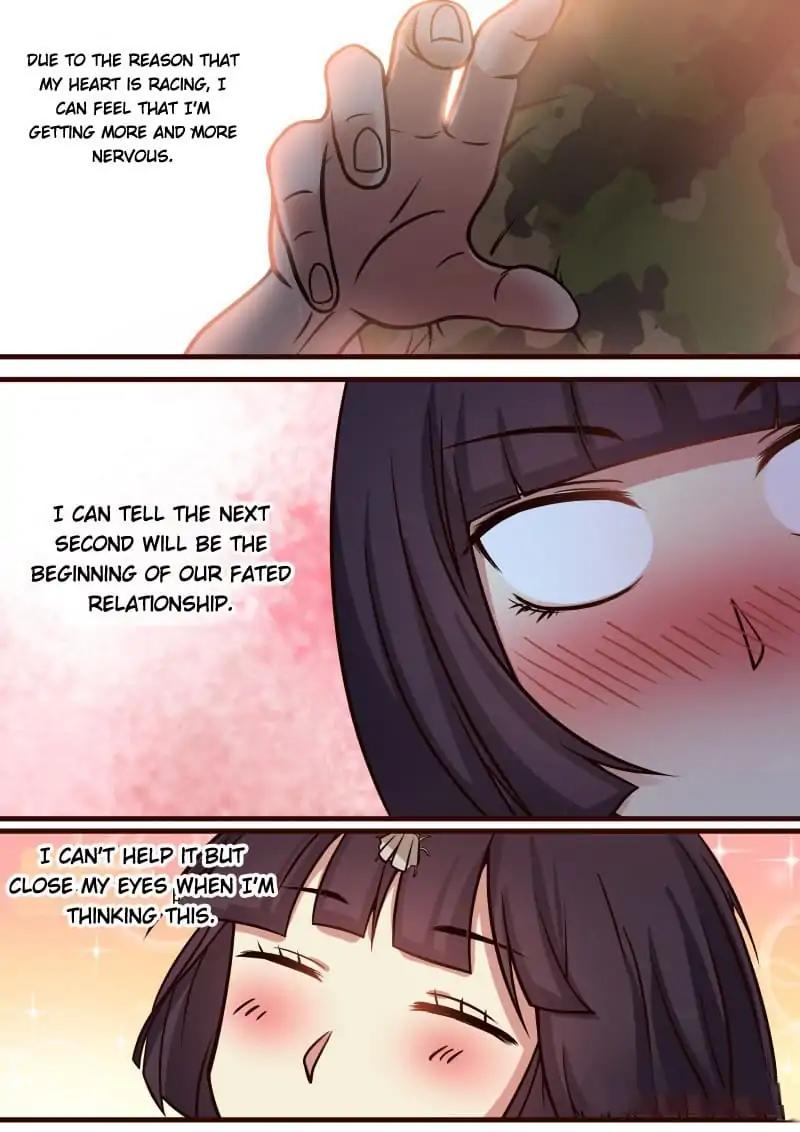 DUE TO THE REASON THAT
MY HEART IS RACING, I
CAN FEEL THAT I'M
GETTING MORE AND MORE
NERVOUS.
I CAN TELL THE NEXT
SECOND WILL BE THE
BEGINNING OF OUR FATED
RELATIONSHIP.
I CAN'T HELP IT BUT
CLOSE MY EYES WHEN I'M
THINKING THIS.